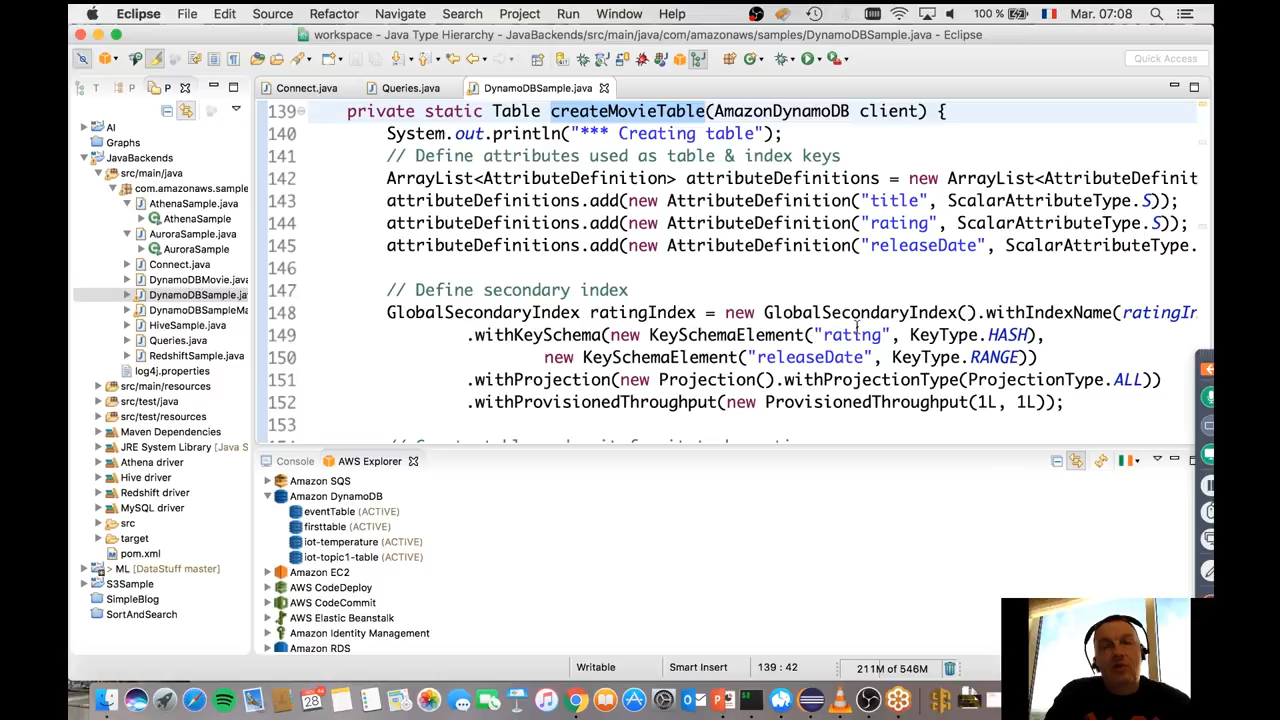 Eclipse File Edit Source Refactor Navigate Search Project Run Window Help 100 % Mar. 07:08
workspace - Java Type Hierarchy - JavaBackends/src/main/java/com/amazonaws/samples/DynamoDBSample.java - Eclipse
Quick Access
T P P
Connect.java Queries.java DynamoDBSample.java
AI
Graphs
JavaBackends
src/main/java
com.amazonaws.sample
AthenaSample.java
AthenaSample
AuroraSample.java
AuroraSample
Connect.java
DynamoDBMovie.java
DynamoDBSample.ja
DynamoDBSampleMa
HiveSample.java
Queries.java
RedshiftSample.java
log4j.properties
src/main/resources
src/test/java
src/test/resources
Maven Dependencies
JRE System Library [JavaS
Athena driver
Hive driver
Redshift driver
MySQL driver
src
target
pom.xml
> ML [DataStuff master]
S3Sample
SimpleBlog
SortAndSearch
139 private static Table createMovieTable(AmazonDynamoDB client) {
140 System.out.println("*** Creating table");
141 // Define attributes used as table & index keys
142 ArrayList<AttributeDefinition> attributeDefinitions = new ArrayList<AttributeDefinit
143 attributeDefinitions.add(new AttributeDefinition("title", ScalarAttributeType.S));
144 attributeDefinitions.add(new AttributeDefinition("rating", ScalarAttributeType.S));
145 attributeDefinitions.add(new AttributeDefinition("releaseDate", ScalarAttributeType.
146
147 // Define secondary index
148 GlobalSecondaryIndex ratingIndex = new GlobalSecondaryIndex().withIndexName(ratingIn
149 .withKeySchema(new KeySchemaElement("rating", KeyType.HASH),
150 new KeySchemaElement("releaseDate", KeyType.RANGE))
151 .withProjection(new Projection().withProjectionType(ProjectionType.ALL))
152 .withProvisionedThroughput(new ProvisionedThroughput(1L, 1L));
153
Console AWS Explorer
Amazon SQS
Amazon DynamoDB
eventTable (ACTIVE)
firsttable (ACTIVE)
iot-temperature (ACTIVE)
iot-topic1-table (ACTIVE)
Amazon EC2
AWS CodeDeploy
AWS CodeCommit
AWS Elastic Beanstalk
Amazon Identity Management
Amazon RDS
Writable Smart Insert 139 : 42 211M of 546M
28